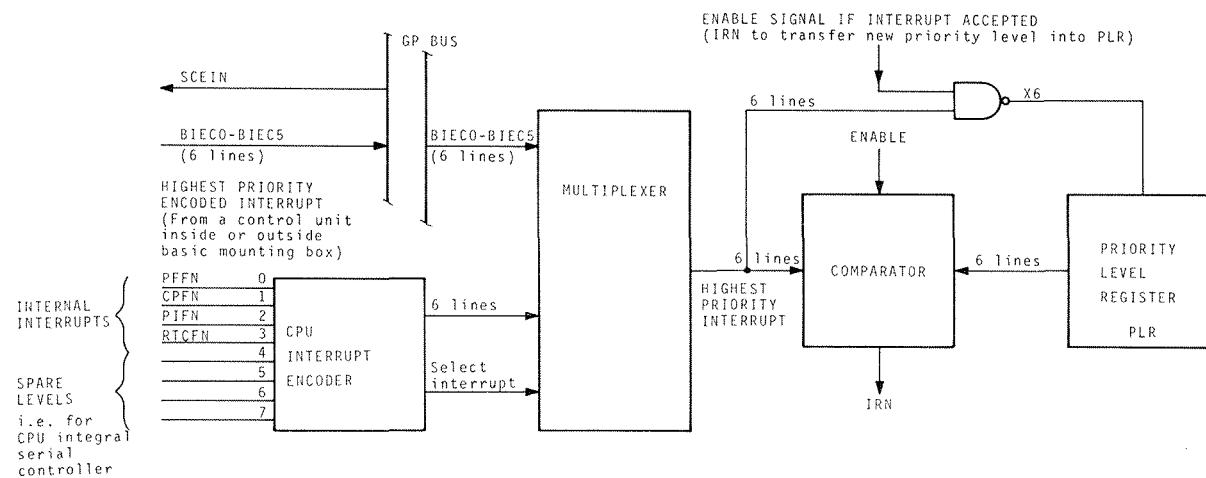 ENABLE SIGNAL IF INTERRUPT ACCEPTED
(IRN to transfer new priority level into PLR)
GP BUS
SCEIN
6 lines
X6
BIECO-BIEC5
(6 lines)
BIECO-BIEC5
(6 lines)
ENABLE
MULTIPLEXER
HIGHEST PRIORITY
ENCODED INTERRUPT
(From a control unit
inside or outside
basic mounting box)
6 lines
COMPARATOR
6 lines
PRIORITY
LEVEL
REGISTER
PLR
HIGHEST
PRIORITY
INTERRUPT
INTERNAL
INTERRUPTS
PFFN 0
CPFN 1
PIFN 2
RTCFN 3
4
5
6
7
CPU
INTERRUPT
ENCODER
6 lines
Select
interrupt
IRN
SPARE
LEVELS
i.e. for
CPU integral
serial
controller